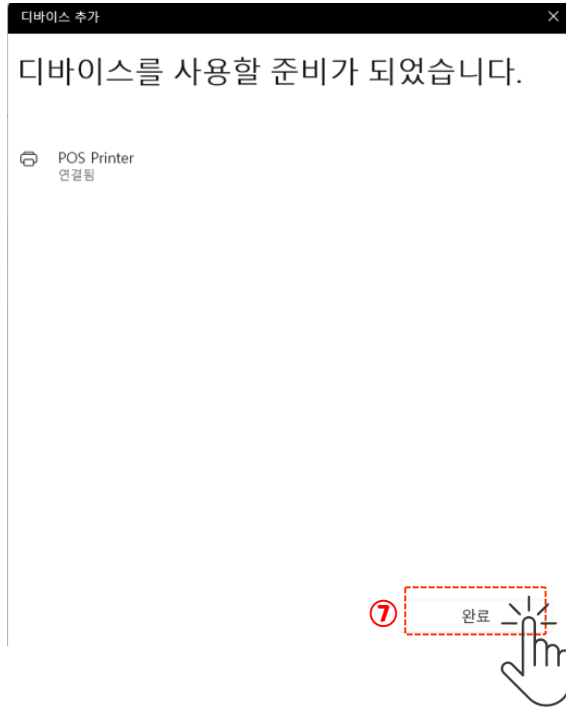 디바이스 추가
디바이스를 사용할 준비가 되었습니다.
POS Printer
연결됨
⑦
완료